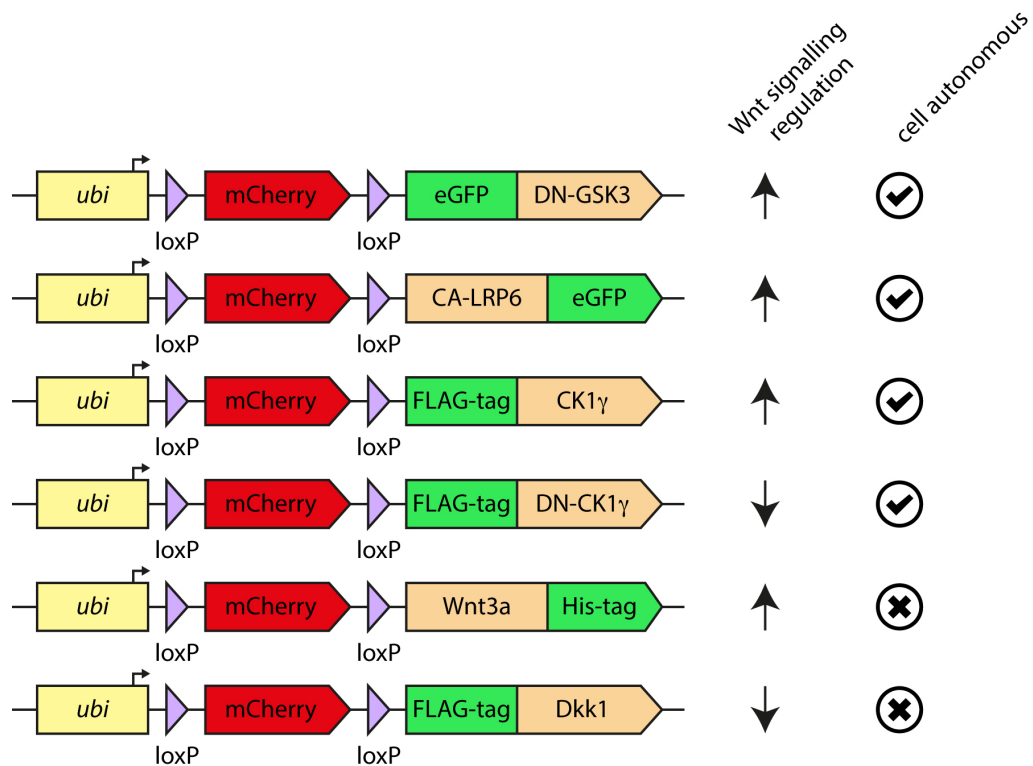 Wnt signalling
regulation
cell autonomous
ubi mCherry eGFP DN-GSK3
loxP loxP
ubi mCherry CA-LRP6 eGFP
loxP loxP
ubi mCherry FLAG-tag CK1γ
loxP loxP
ubi mCherry FLAG-tag DN-CK1γ
loxP loxP
ubi mCherry Wnt3a His-tag
loxP loxP
ubi mCherry FLAG-tag Dkk1
loxP loxP